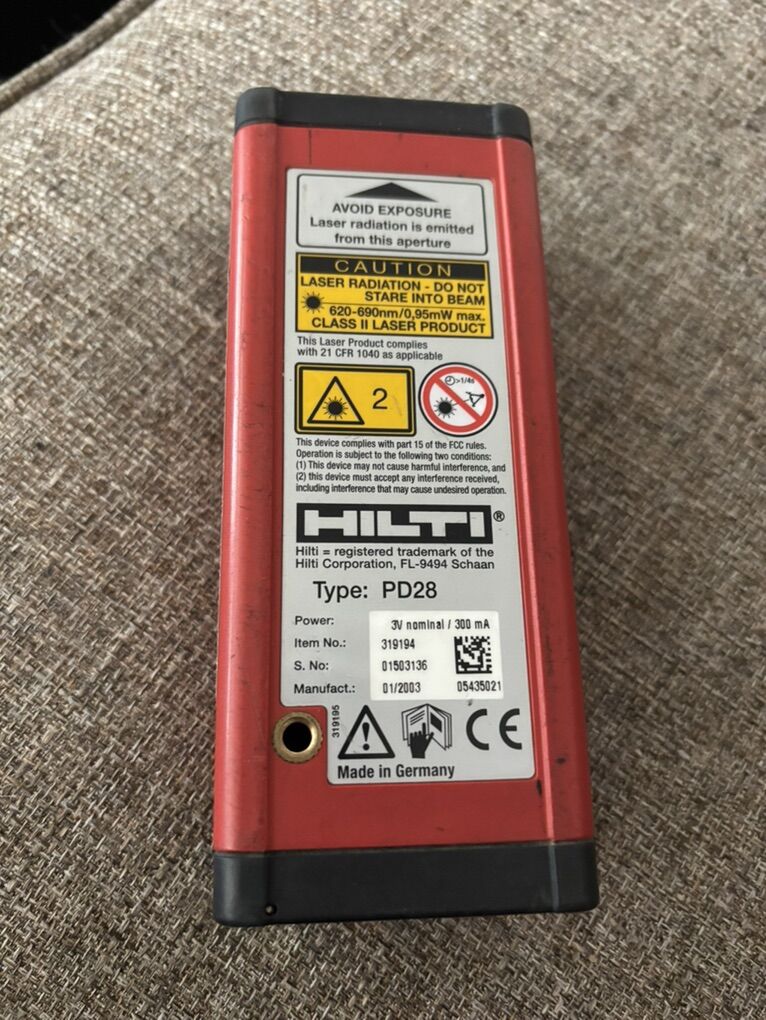 AVOID EXPOSURE
Laser radiation is emitted
from this aperture
CAUTION
LASER RADIATION - DO NOT
STARE INTO BEAM
620-690nm/0,95mW max.
CLASS II LASER PRODUCT
This Laser Product complies
with 21 CFR 1040 as applicable
2
>1/4s
This device complies with part 15 of the FCC rules.
Operation is subject to the following two conditions:
(1) This device may not cause harmful interference, and
(2) this device must accept any interference received,
including interference that may cause undesired operation.
HILTI®
Hilti = registered trademark of the
Hilti Corporation, FL-9494 Schaan
Type: PD28
Power: 3V nominal / 300 mA
Item No.: 319194
S. No: 01503136
Manufact.: 01/2003 05435021
319195
CE
Made in Germany